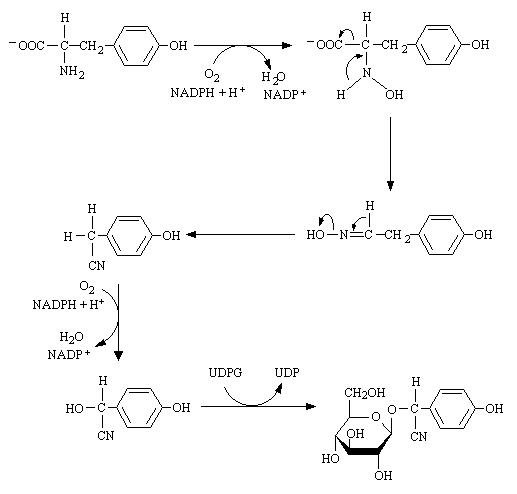 H
⁻OOC CH₂ OH
NH₂
O₂ H₂O
NADPH + H⁺ NADP⁺
H
⁻OOC CH₂ OH
N
H OH
H
HO N C CH₂ OH
H
H C OH
CN
O₂
NADPH + H⁺
H₂O
NADP⁺
H
HO OH
CN
UDPG UDP
CH₂OH
O
OH
HO
OH
H
O OH
CN